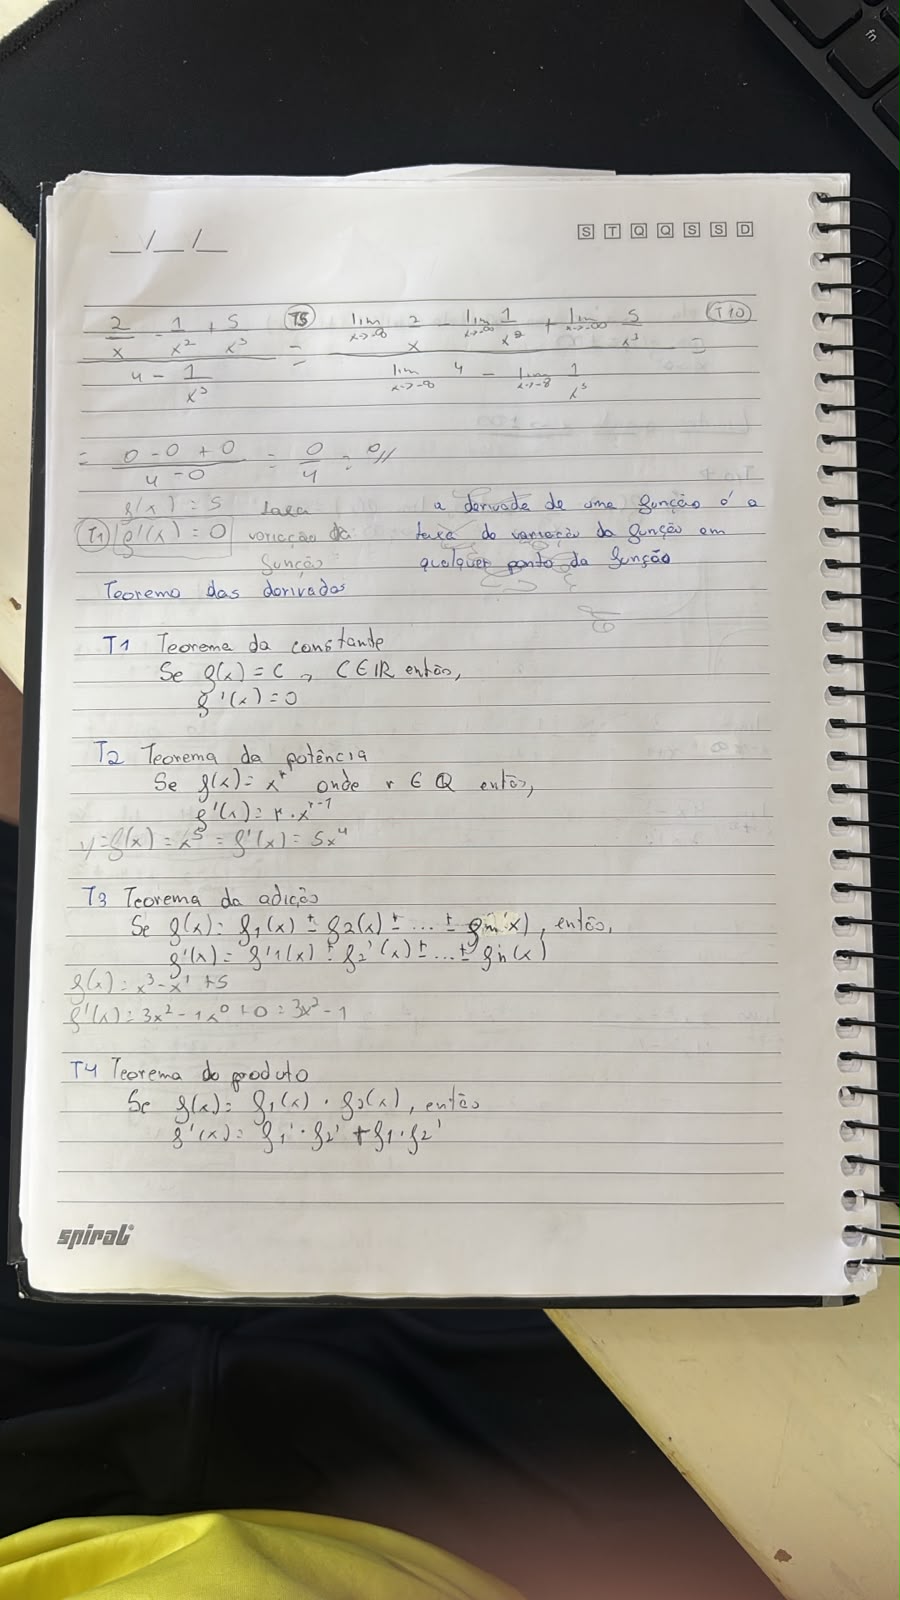 __/__/__
S T Q Q S S D
2/x - 1/x² + 5/x³ (T5) lim x->-∞ 2/x - lim x->-∞ 1/x² + lim x->-∞ 5/x³ (T10)
4 - 1/x³ = lim x->-∞ 4 - lim x->-∞ 1/x³ =
= 0 - 0 + 0 / 4 - 0 = 0/4 = 0//
f(x) = 5 taxa a derivada de uma função é a
(T1) f'(x) = 0 variação da taxa de variação da função em
função qualquer ponto da função
Teorema das derivadas
T1 Teorema da constante
Se f(x) = C, C ∈ IR então,
f'(x) = 0
T2 Teorema da potência
Se f(x) = xʳ onde r ∈ Q então,
f'(x) = r · xʳ⁻¹
y = f(x) = x⁵ = f'(x) = 5x⁴
T3 Teorema da adição
Se f(x) = f₁(x) ± f₂(x) ± ... ± fn(x), então,
f'(x) = f'1(x) ± f₂'(x) ± ... ± fn'(x)
f(x) = x³ - x¹ + 5
f'(x) = 3x² - 1x⁰ + 0 = 3x² - 1
T4 Teorema do produto
Se f(x) = f₁(x) · f₂(x), então
f'(x) = f₁' · f₂' + f₁ · f₂'
spiral